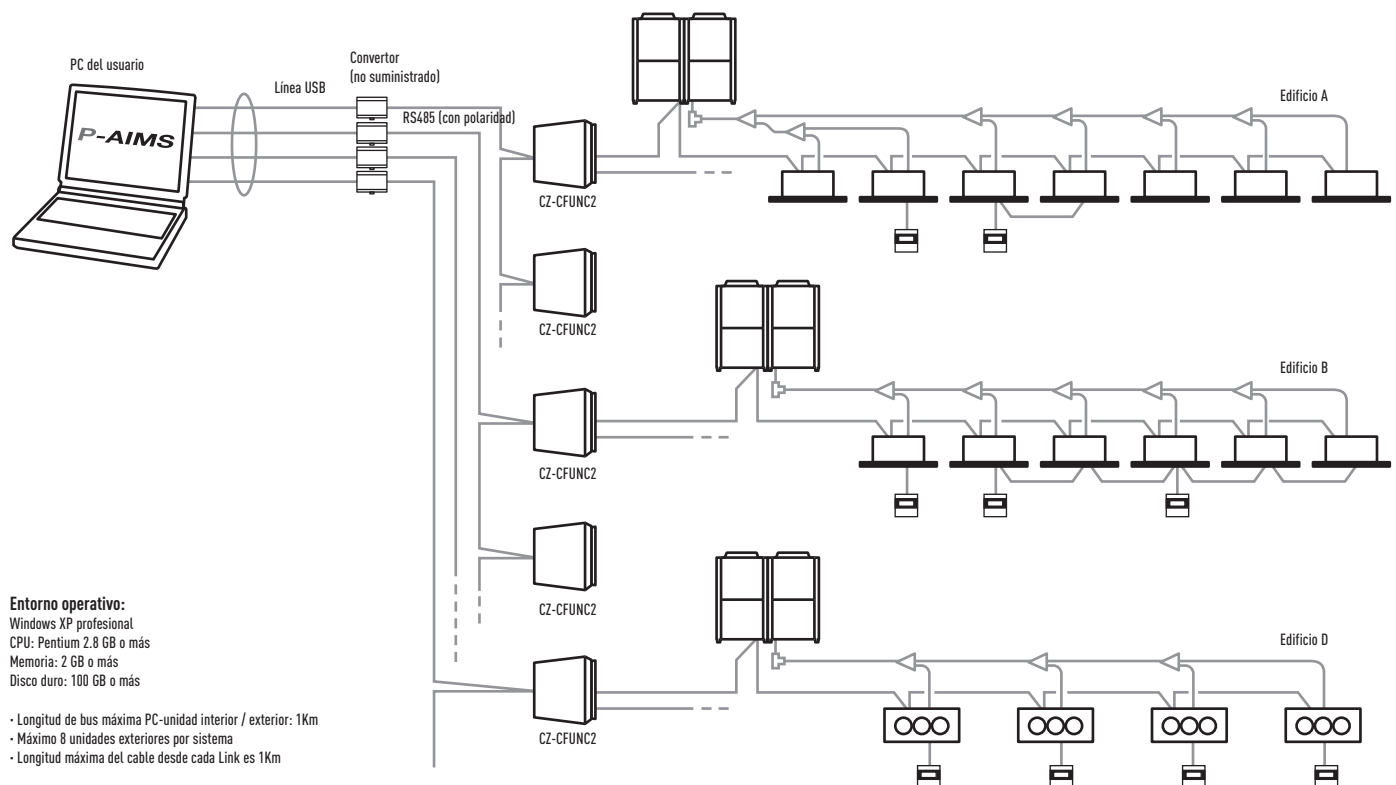 PC del usuario
P-AIMS
Línea USB
Convertor
(no suministrado)
RS485 (con polaridad)
CZ-CFUNC2
Edificio A
CZ-CFUNC2
CZ-CFUNC2
Edificio B
CZ-CFUNC2
CZ-CFUNC2
Edificio D
Entorno operativo:
Windows XP profesional
CPU: Pentium 2.8 GB o más
Memoria: 2 GB o más
Disco duro: 100 GB o más
· Longitud de bus máxima PC-unidad interior / exterior: 1Km
· Máximo 8 unidades exteriores por sistema
· Longitud máxima del cable desde cada Link es 1Km